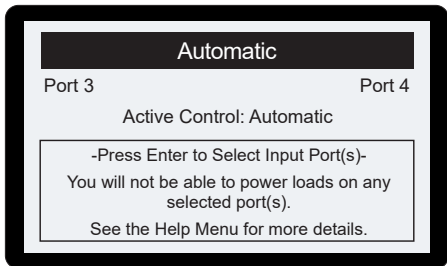 Automatic
Port 3 Port 4
Active Control: Automatic
-Press Enter to Select Input Port(s)-
You will not be able to power loads on any
selected port(s).
See the Help Menu for more details.